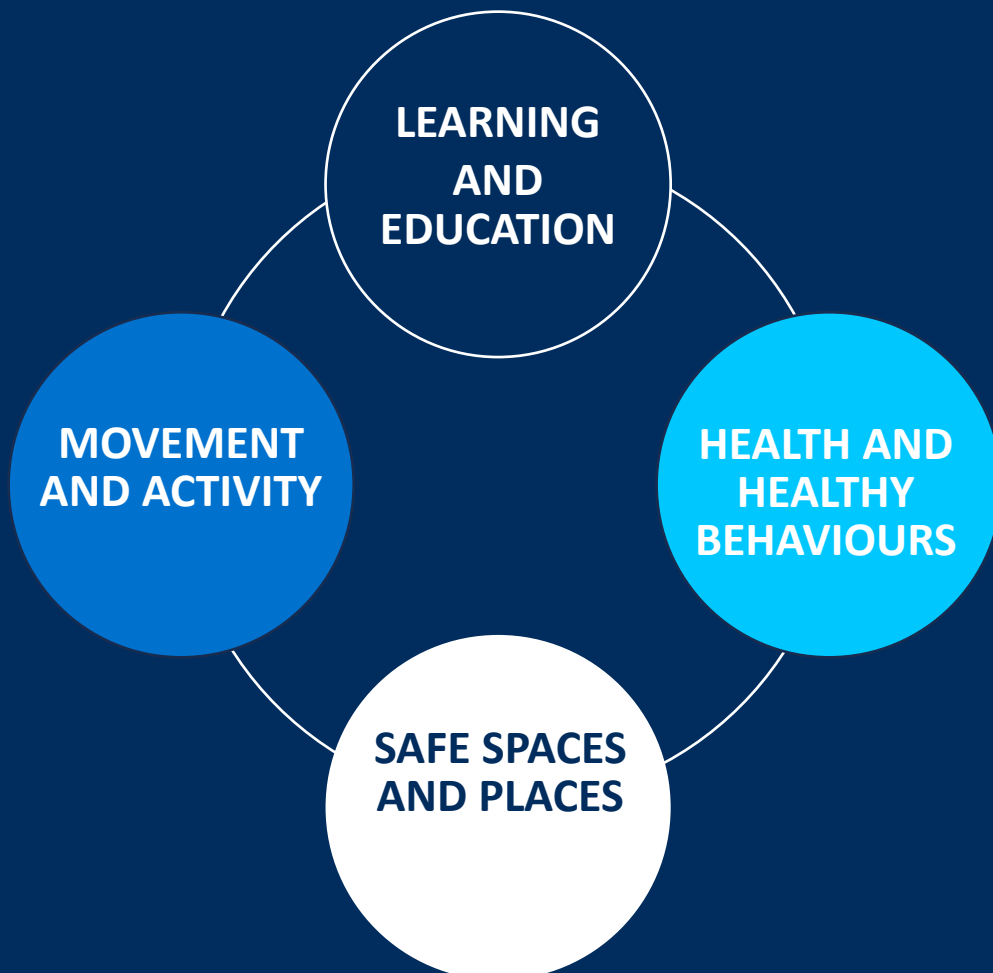 LEARNING
AND
EDUCATION
MOVEMENT
AND ACTIVITY
HEALTH AND
HEALTHY
BEHAVIOURS
SAFE SPACES
AND PLACES